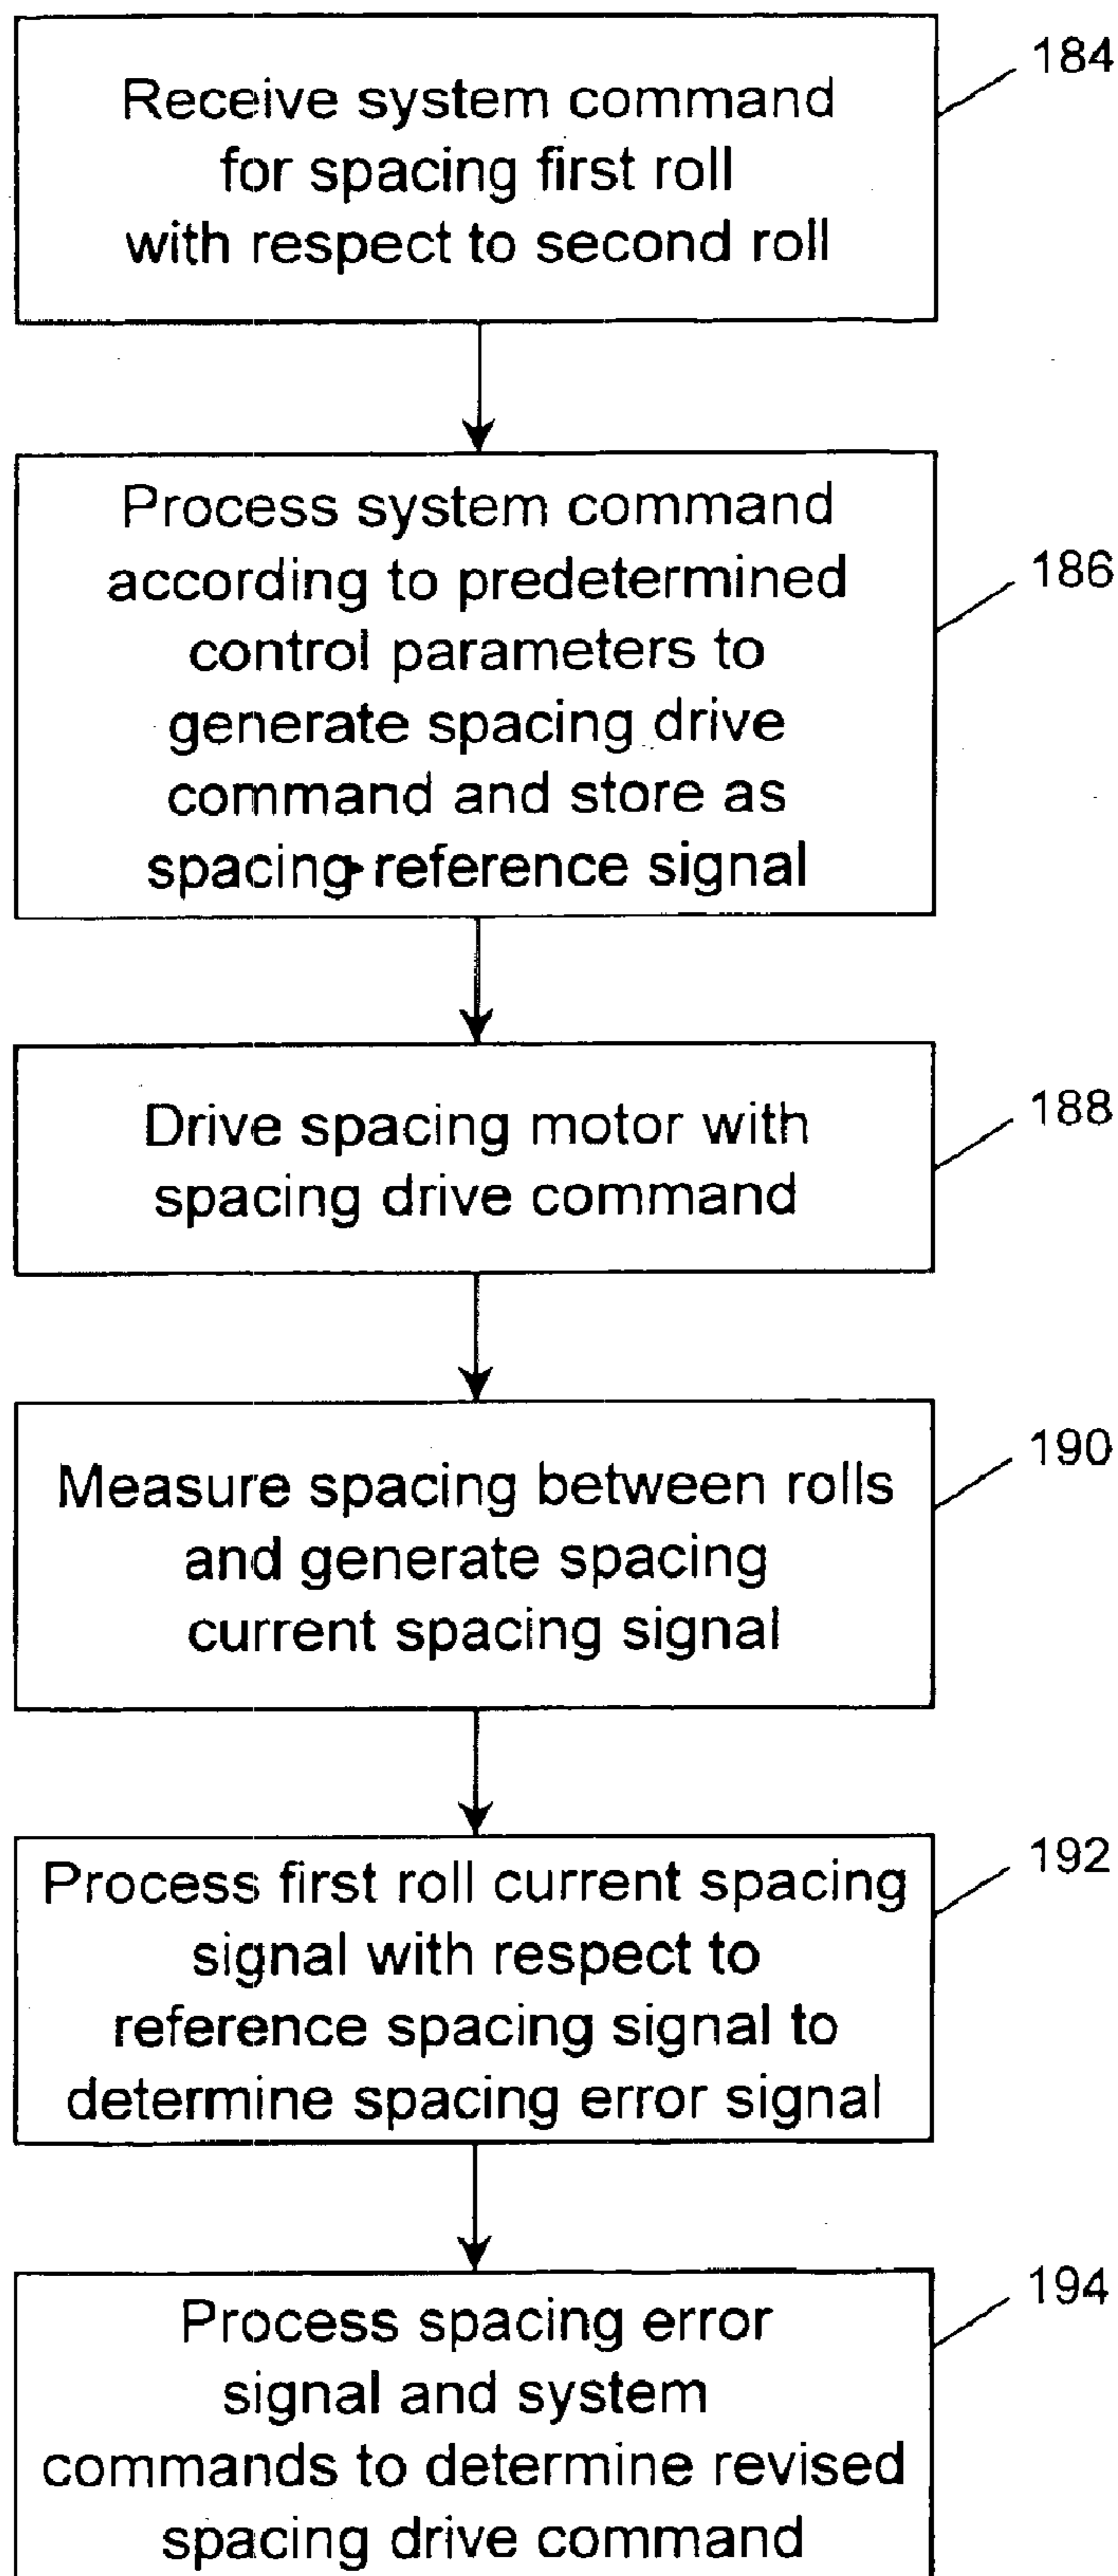 Receive system command
for spacing first roll
with respect to second roll
184
Process system command
according to predetermined
control parameters to
generate spacing drive
command and store as
spacing reference signal
186
Drive spacing motor with
spacing drive command
188
Measure spacing between rolls
and generate spacing
current spacing signal
190
Process first roll current spacing
signal with respect to
reference spacing signal to
determine spacing error signal
192
Process spacing error
signal and system
commands to determine revised
spacing drive command
194